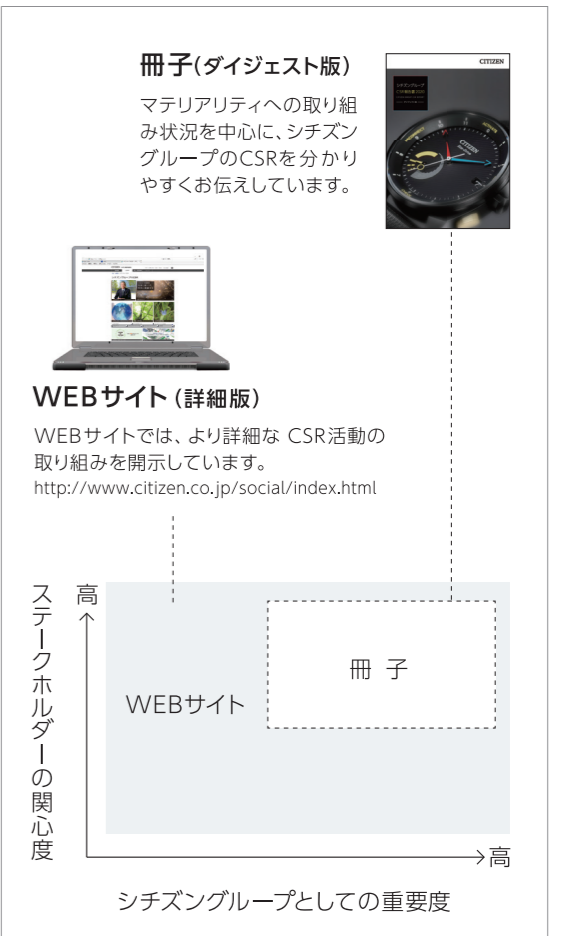 冊子(ダイジェスト版)
マテリアリティへの取り組
み状況を中心に、シチズン
グループのCSRを分かり
やすくお伝えしています。
CITIZEN
CITIZEN
WEBサイト(詳細版)
WEBサイトでは、より詳細な CSR活動の
取り組みを開示しています。
http://www.citizen.co.jp/social/index.html
ステークホルダーの関心度
高
冊 子
WEBサイト
高
シチズングループとしての重要度